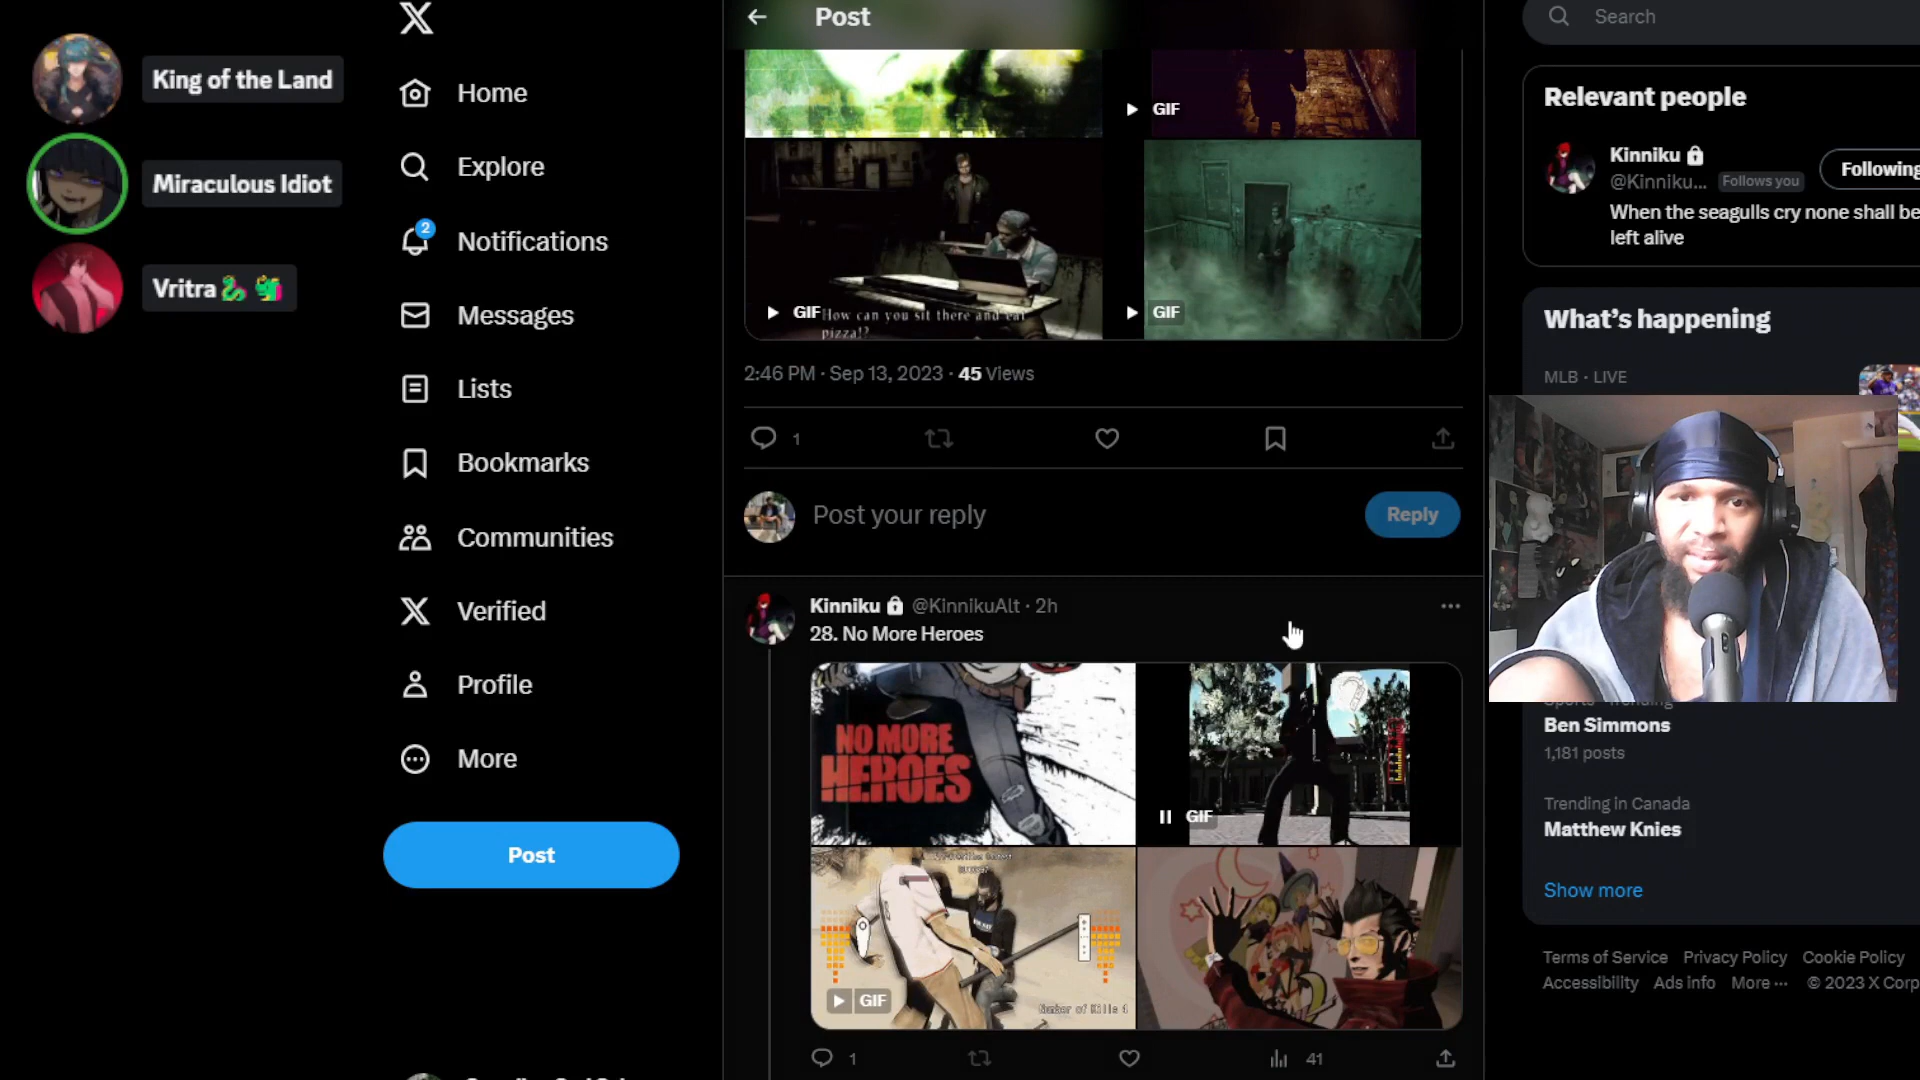 King of the Land
Miraculous Idiot
Vritra
Home
Explore
2
Notifications
Messages
Lists
Bookmarks
Communities
Verified
Profile
More
Post
Post
GIF
GIF
How can you sit there and eat
pizza!?
GIF
2:46 PM · Sep 13, 2023 · 45 Views
1
Post your reply
Reply
Kinniku @KinnikuAlt · 2h
28. No More Heroes
NO MORE
HEROES
GIF
GIF
Number of Kills 4
1
41
Search
Relevant people
Kinniku
@Kinniku... Follows you
Following
When the seagulls cry none shall be
left alive
What's happening
MLB · LIVE
Ben Simmons
1,181 posts
Trending in Canada
Matthew Knies
Show more
Terms of Service Privacy Policy Cookie Policy
Accessibility Ads info More ··· © 2023 X Corp